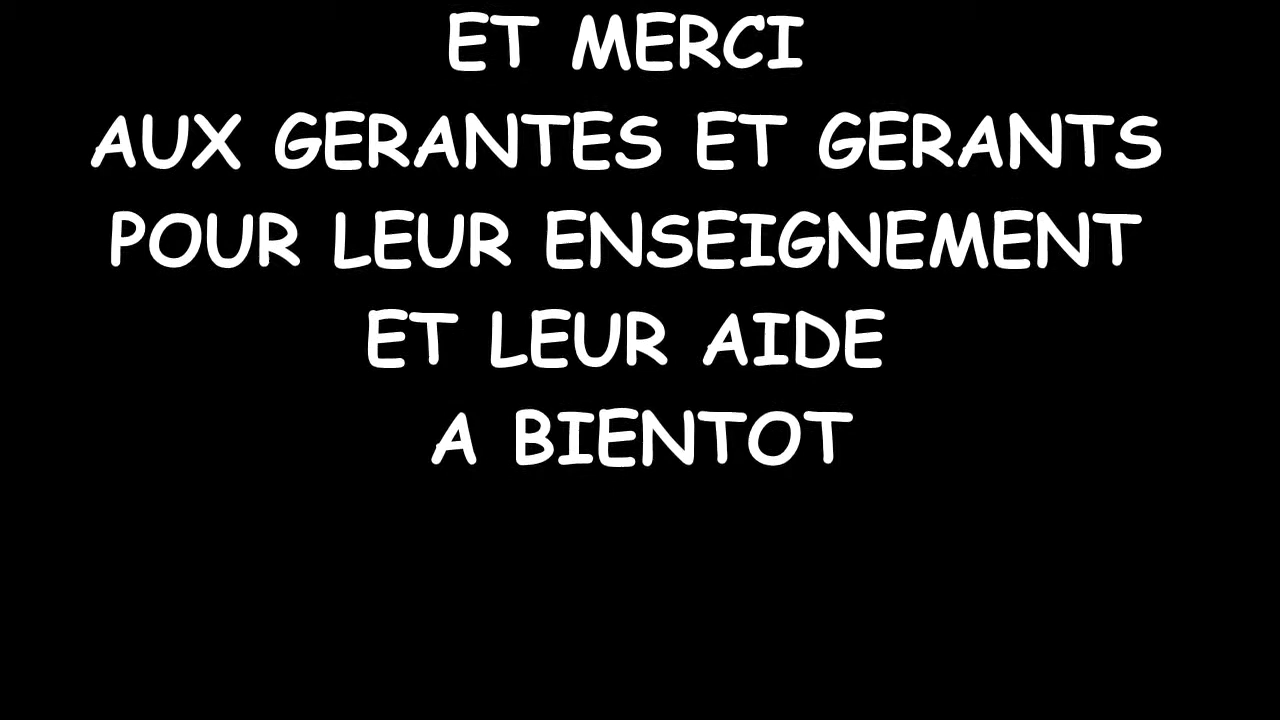 ET MERCI
AUX GERANTES ET GERANTS
POUR LEUR ENSEIGNEMENT
ET LEUR AIDE
A BIENTOT